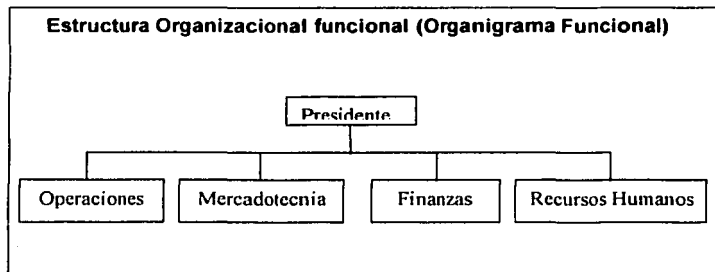 Estructura Organizacional funcional (Organigrama Funcional)
Presidente
Operaciones Mercadotecnia Finanzas Recursos Humanos